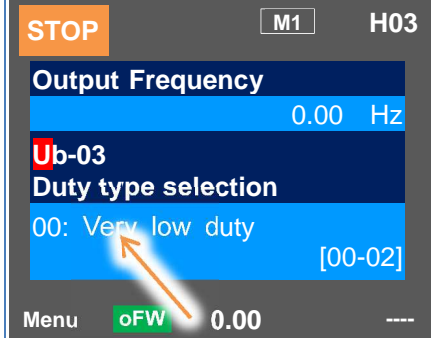 STOP M1 H03
Output Frequency
0.00 Hz
Ub-03
Duty type selection
00: Very low duty
[00-02]
Menu oFW 0.00 ----